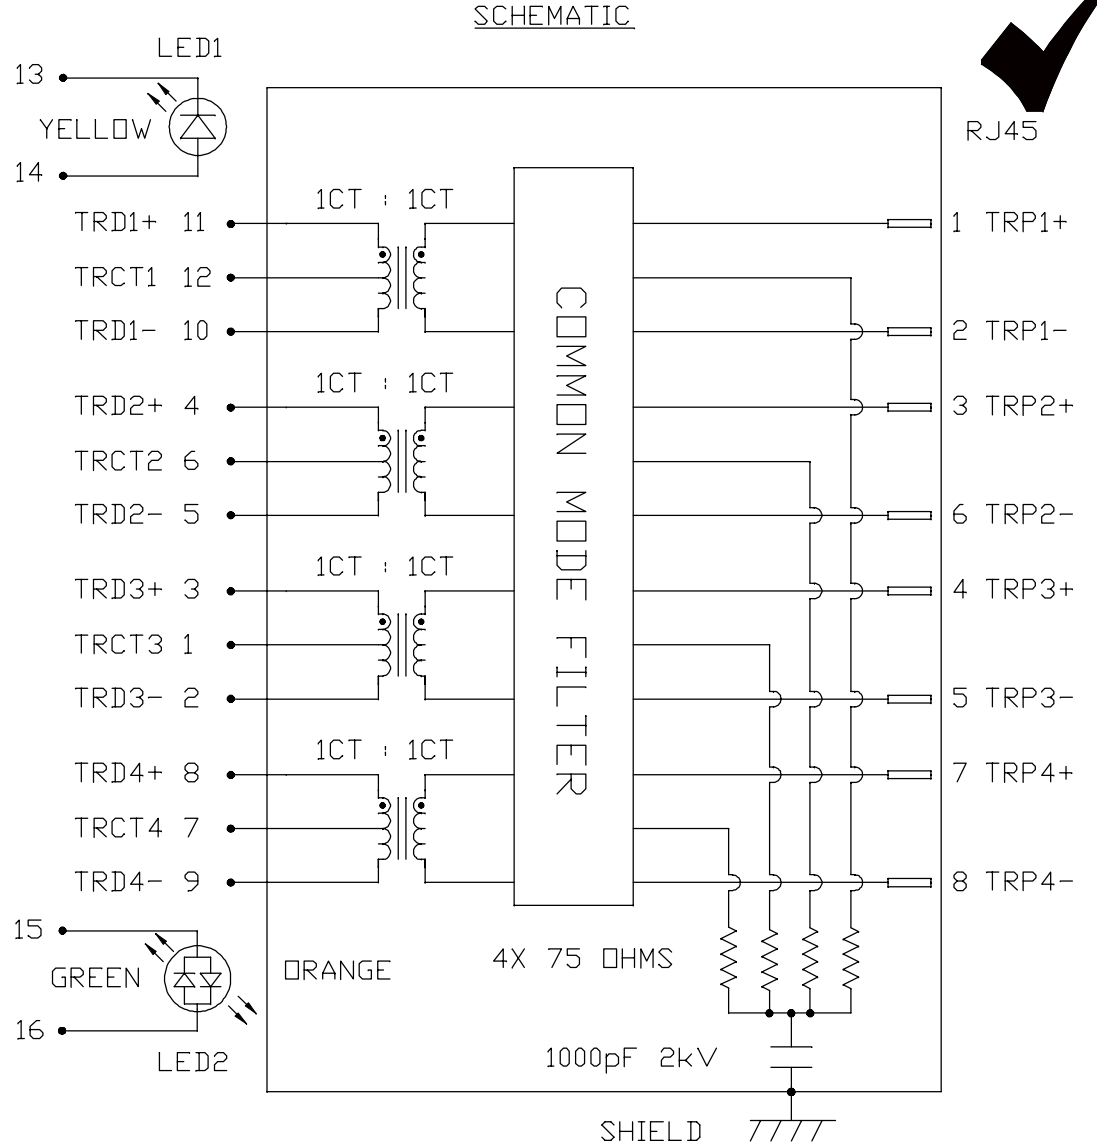 SCHEMATIC
LED1
13
YELLOW
14
RJ45
1CT : 1CT
TRD1+ 11
1 TRP1+
TRCT1 12
TRD1- 10
2 TRP1-
1CT : 1CT
TRD2+ 4
3 TRP2+
TRCT2 6
TRD2- 5
6 TRP2-
1CT : 1CT
TRD3+ 3
4 TRP3+
TRCT3 1
TRD3- 2
5 TRP3-
1CT : 1CT
TRD4+ 8
7 TRP4+
TRCT4 7
TRD4- 9
8 TRP4-
COMMON MODE FILTER
15
GREEN
ORANGE
16
LED2
4X 75 OHMS
1000pF 2kV
SHIELD